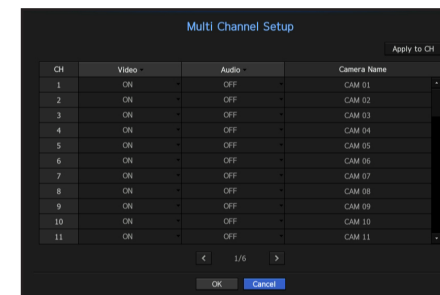 Multi Channel Setup
Apply to CH
CH Video Audio Camera Name
1 ON OFF CAM 01
2 ON OFF CAM 02
3 ON OFF CAM 03
4 ON OFF CAM 04
5 ON OFF CAM 05
6 ON OFF CAM 06
7 ON OFF CAM 07
8 ON OFF CAM 08
9 ON OFF CAM 09
10 ON OFF CAM 10
11 ON OFF CAM 11
< 1/6 >
OK Cancel